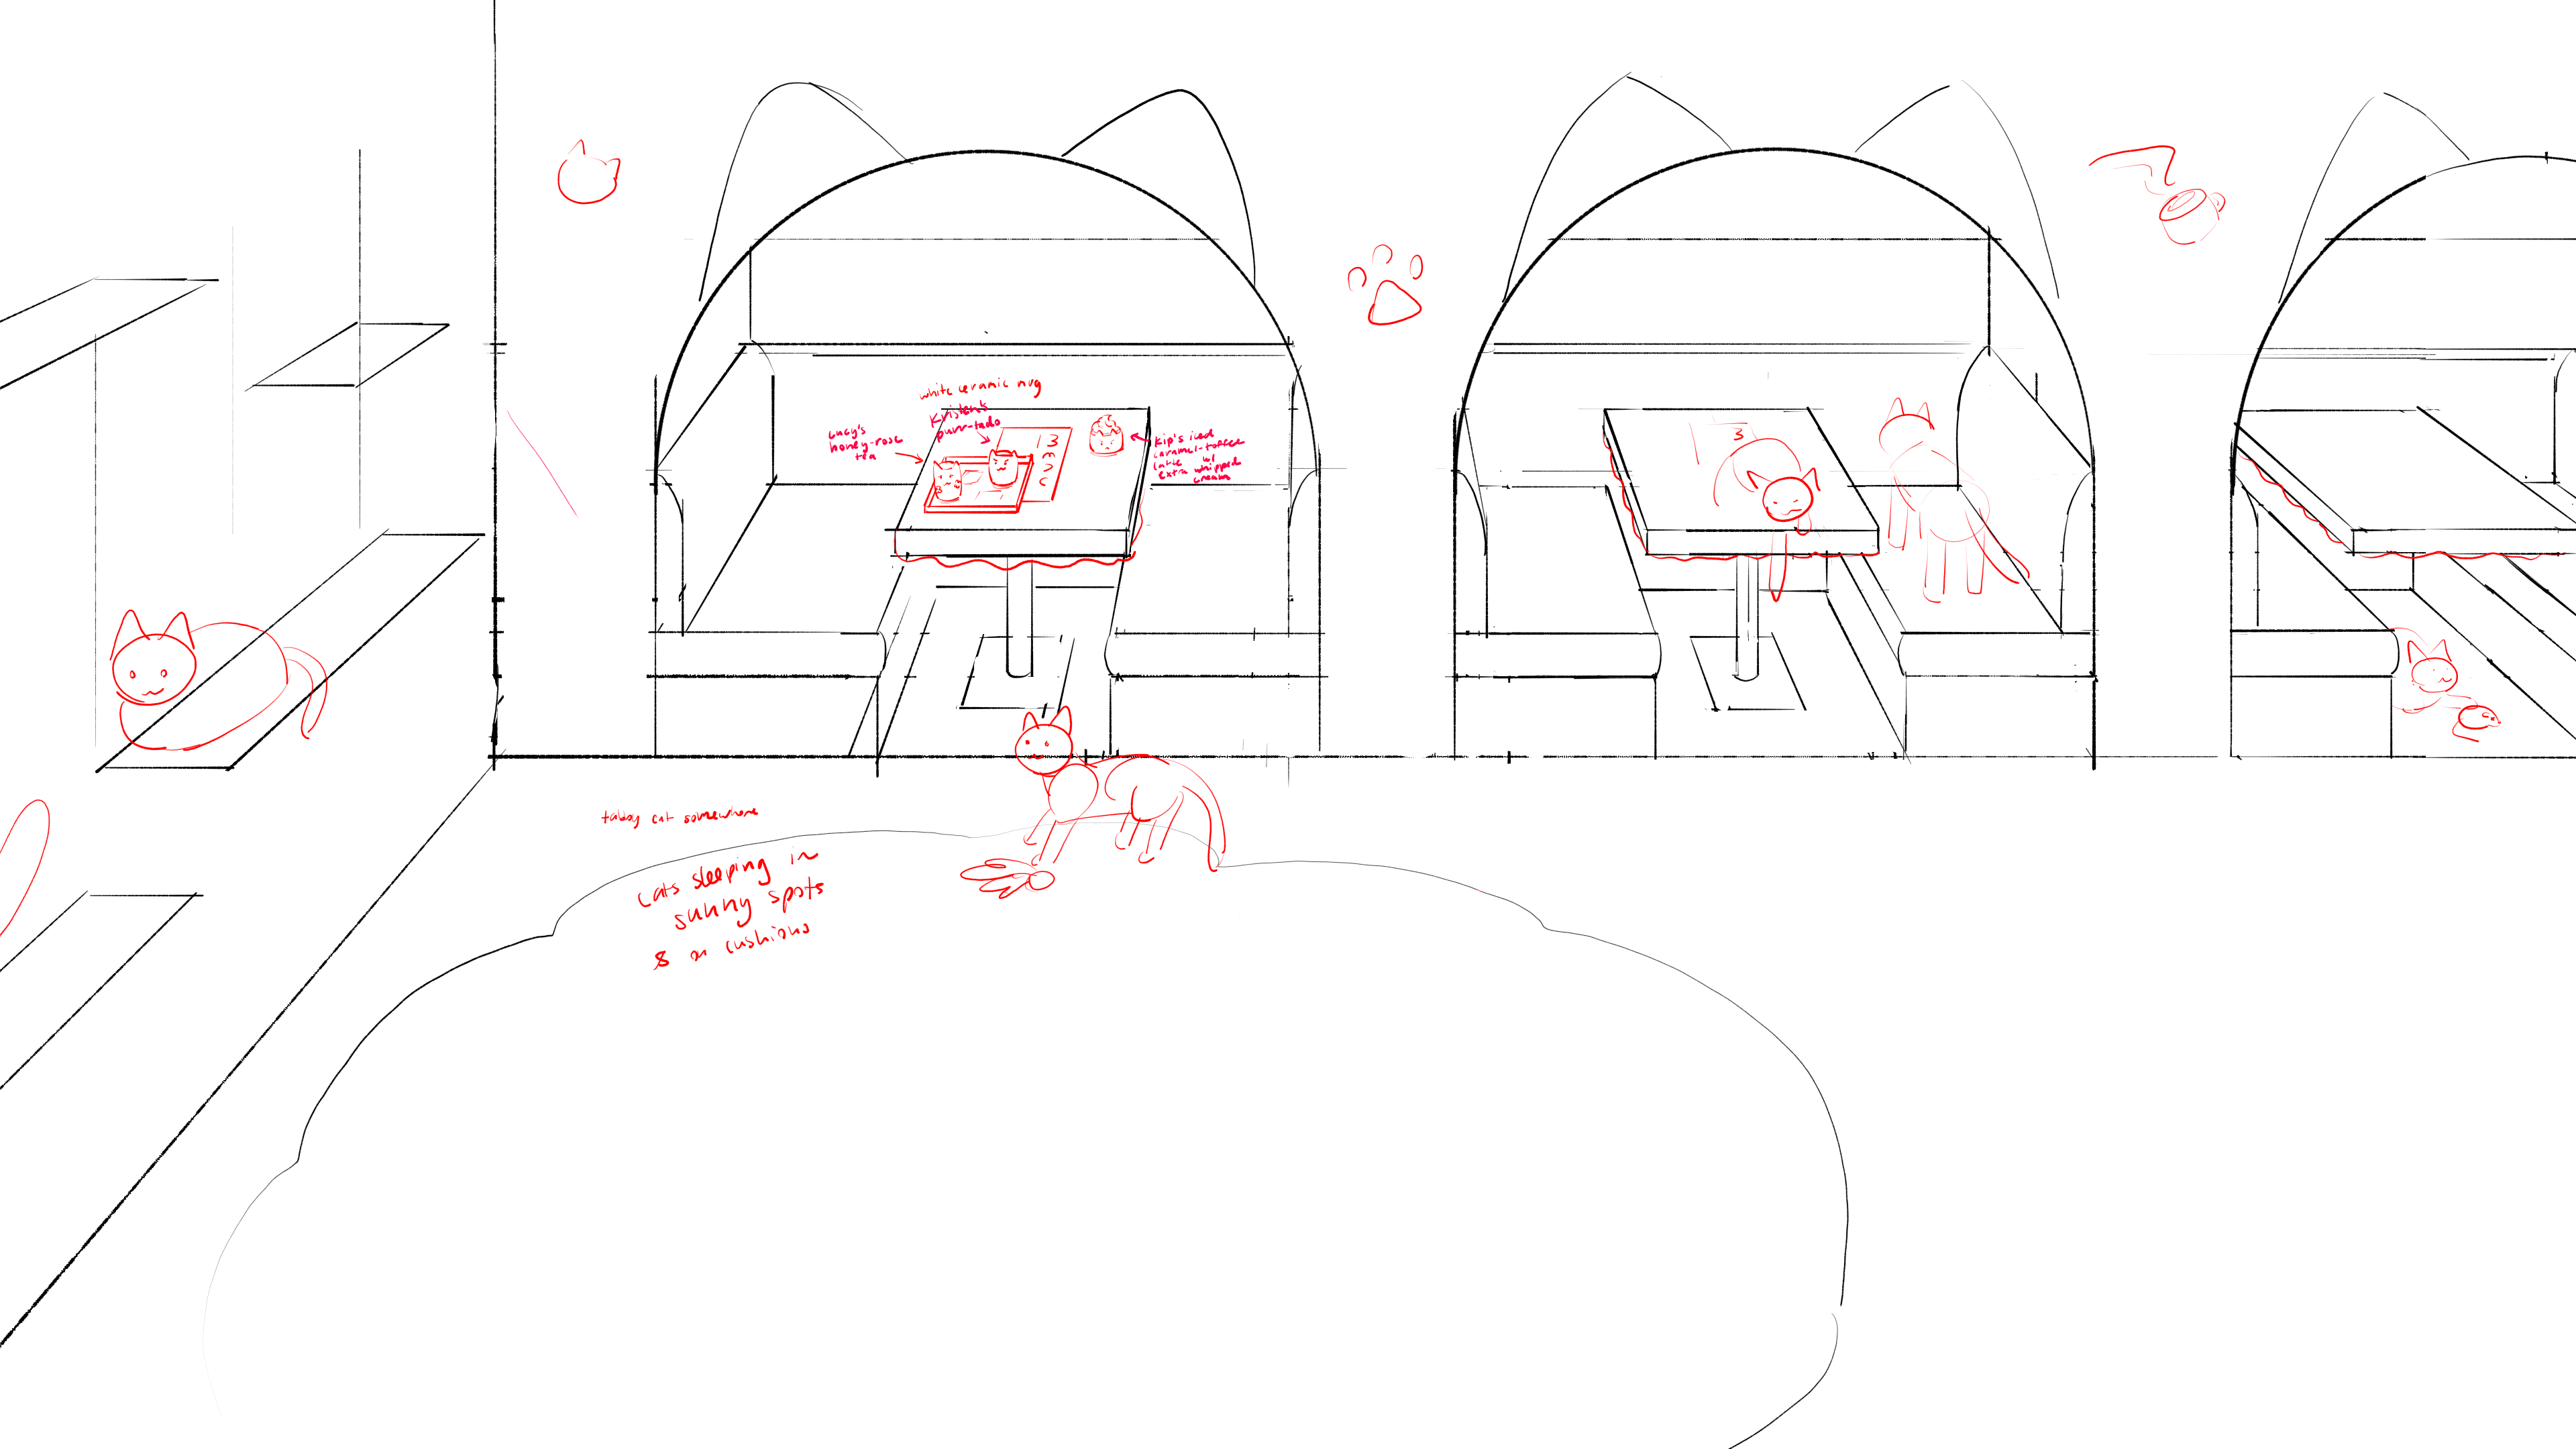 white ceramic mug
Kristen's
purr-tado
Lucy's
honey-rose
tea
Kip's iced
caramel-toffee
latte w/
extra whipped
cream
3
tabby cat somewhere
cats sleeping in
sunny spots
& on cushions